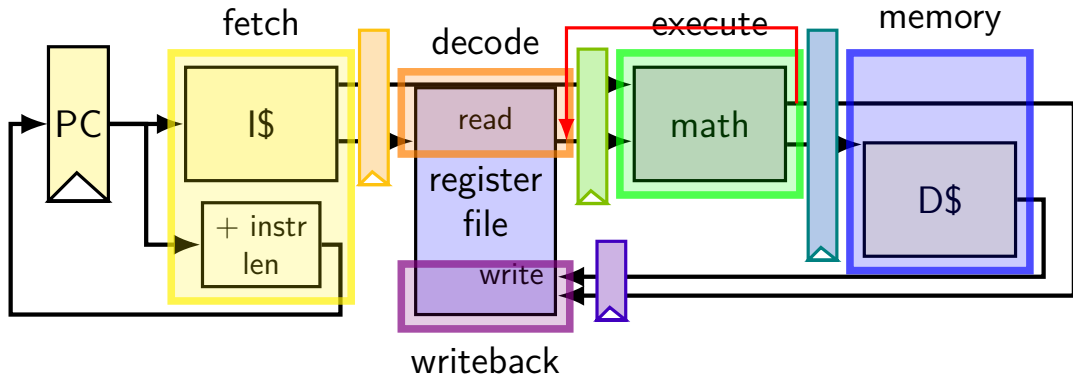 fetch
decode
execute
memory
PC
I$
read
math
register
file
D$
+ instr
len
write
writeback